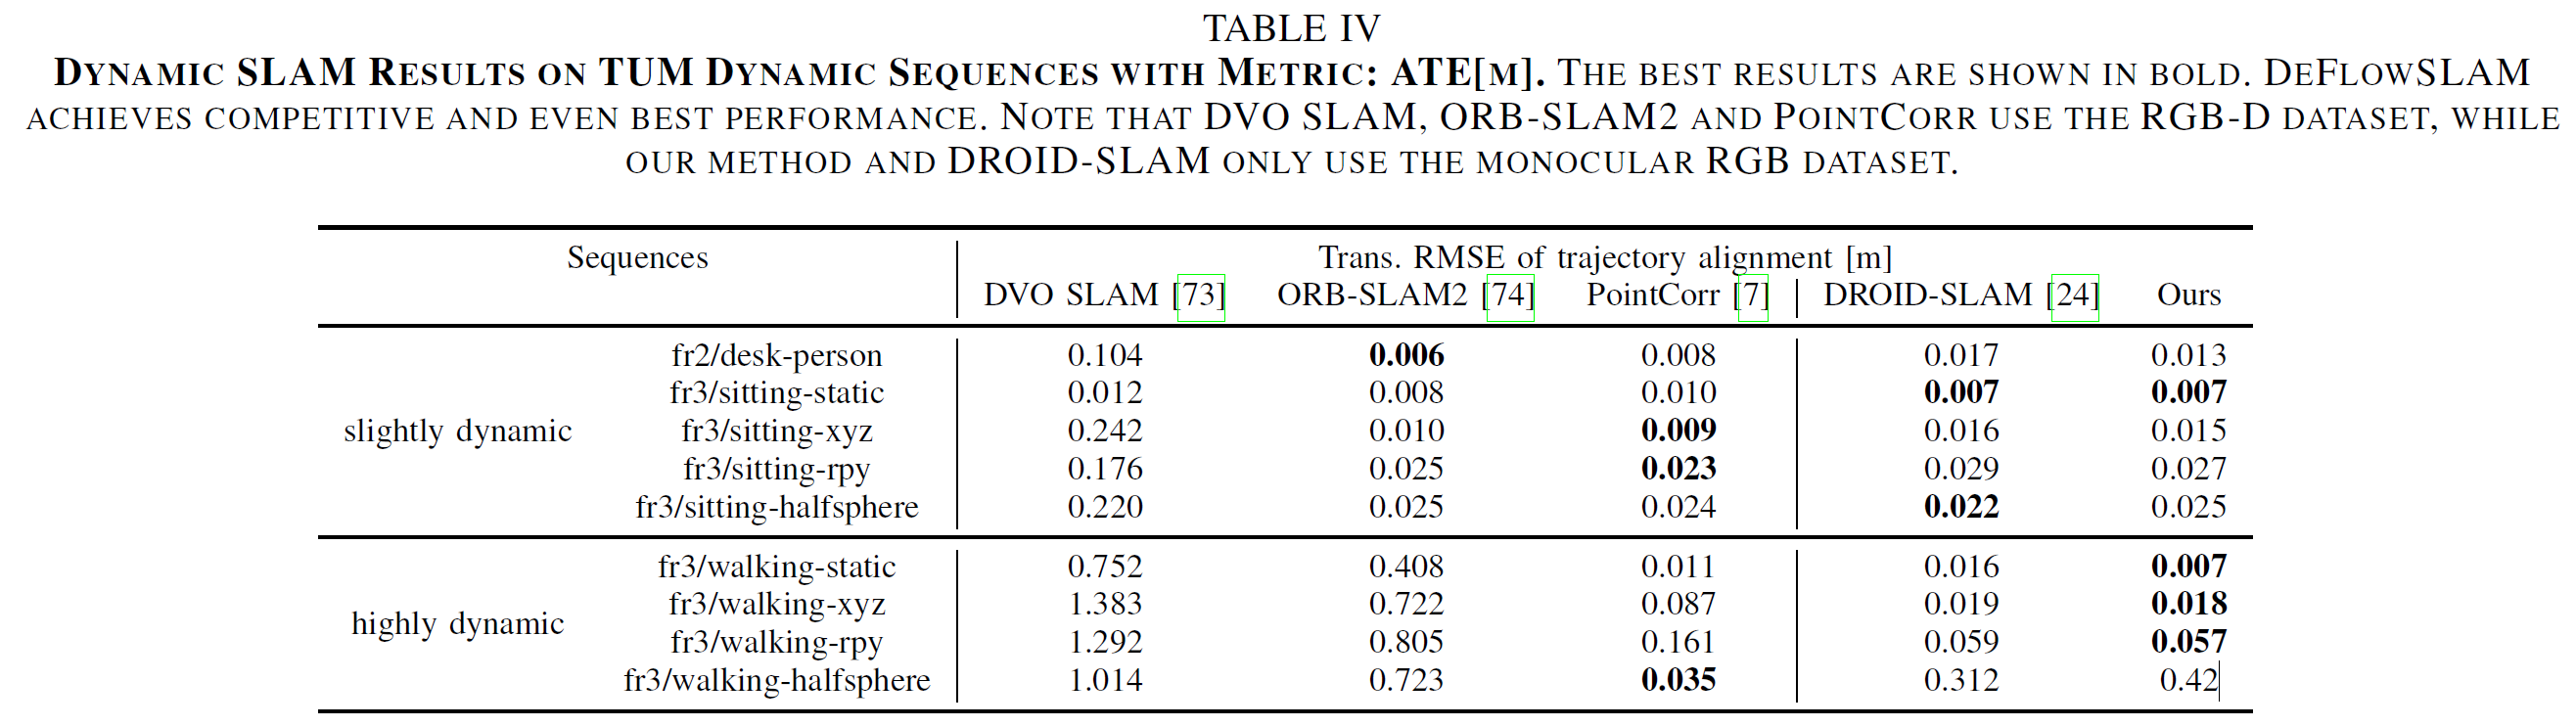 TABLE IV
DYNAMIC SLAM RESULTS ON TUM DYNAMIC SEQUENCES WITH METRIC: ATE[M]. THE BEST RESULTS ARE SHOWN IN BOLD. DEFLOWSLAM
ACHIEVES COMPETITIVE AND EVEN BEST PERFORMANCE. NOTE THAT DVO SLAM, ORB-SLAM2 AND POINTCORR USE THE RGB-D DATASET, WHILE
OUR METHOD AND DROID-SLAM ONLY USE THE MONOCULAR RGB DATASET.
Sequences Trans. RMSE of trajectory alignment [m]
DVO SLAM [73] ORB-SLAM2 [74] PointCorr [7] DROID-SLAM [24] Ours
fr2/desk-person 0.104 0.006 0.008 0.017 0.013
fr3/sitting-static 0.012 0.008 0.010 0.007 0.007
slightly dynamic fr3/sitting-xyz 0.242 0.010 0.009 0.016 0.015
fr3/sitting-rpy 0.176 0.025 0.023 0.029 0.027
fr3/sitting-halfsphere 0.220 0.025 0.024 0.022 0.025
fr3/walking-static 0.752 0.408 0.011 0.016 0.007
fr3/walking-xyz 1.383 0.722 0.087 0.019 0.018
highly dynamic fr3/walking-rpy 1.292 0.805 0.161 0.059 0.057
fr3/walking-halfsphere 1.014 0.723 0.035 0.312 0.42